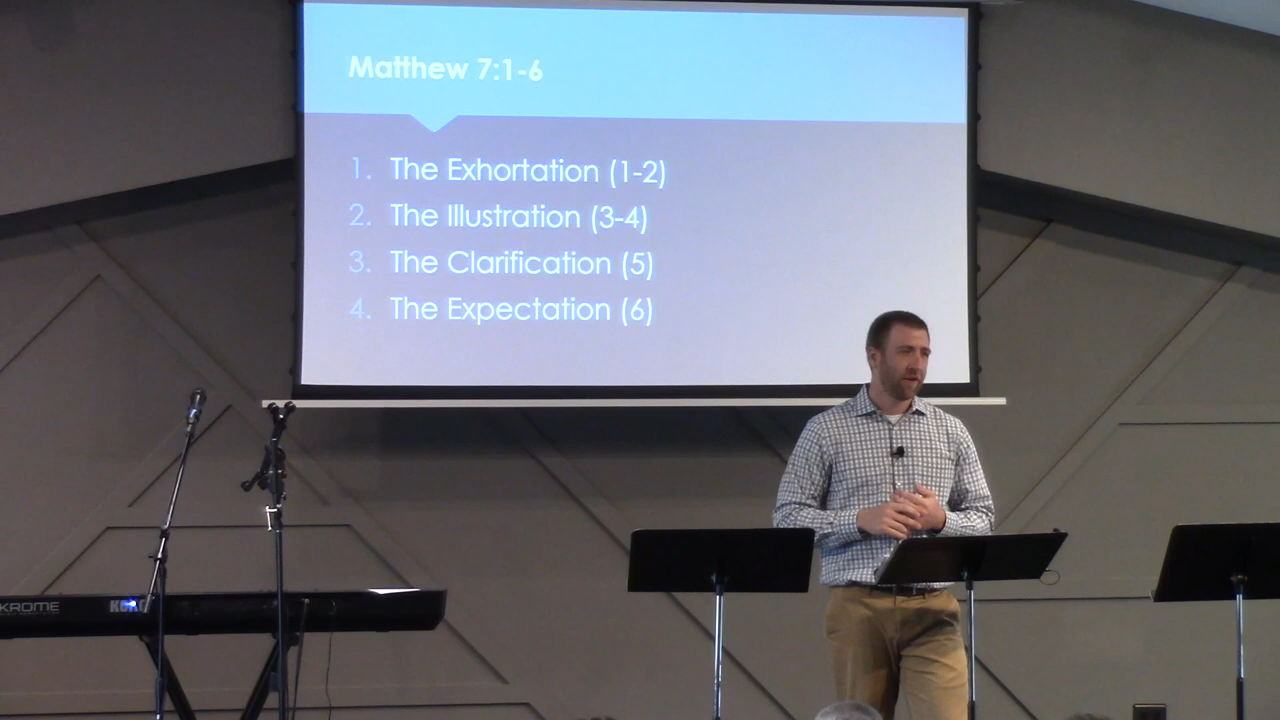 Matthew 7:1-6
1. The Exhortation (1-2)
2. The Illustration (3-4)
3. The Clarification (5)
4. The Expectation (6)
KROME
KORG